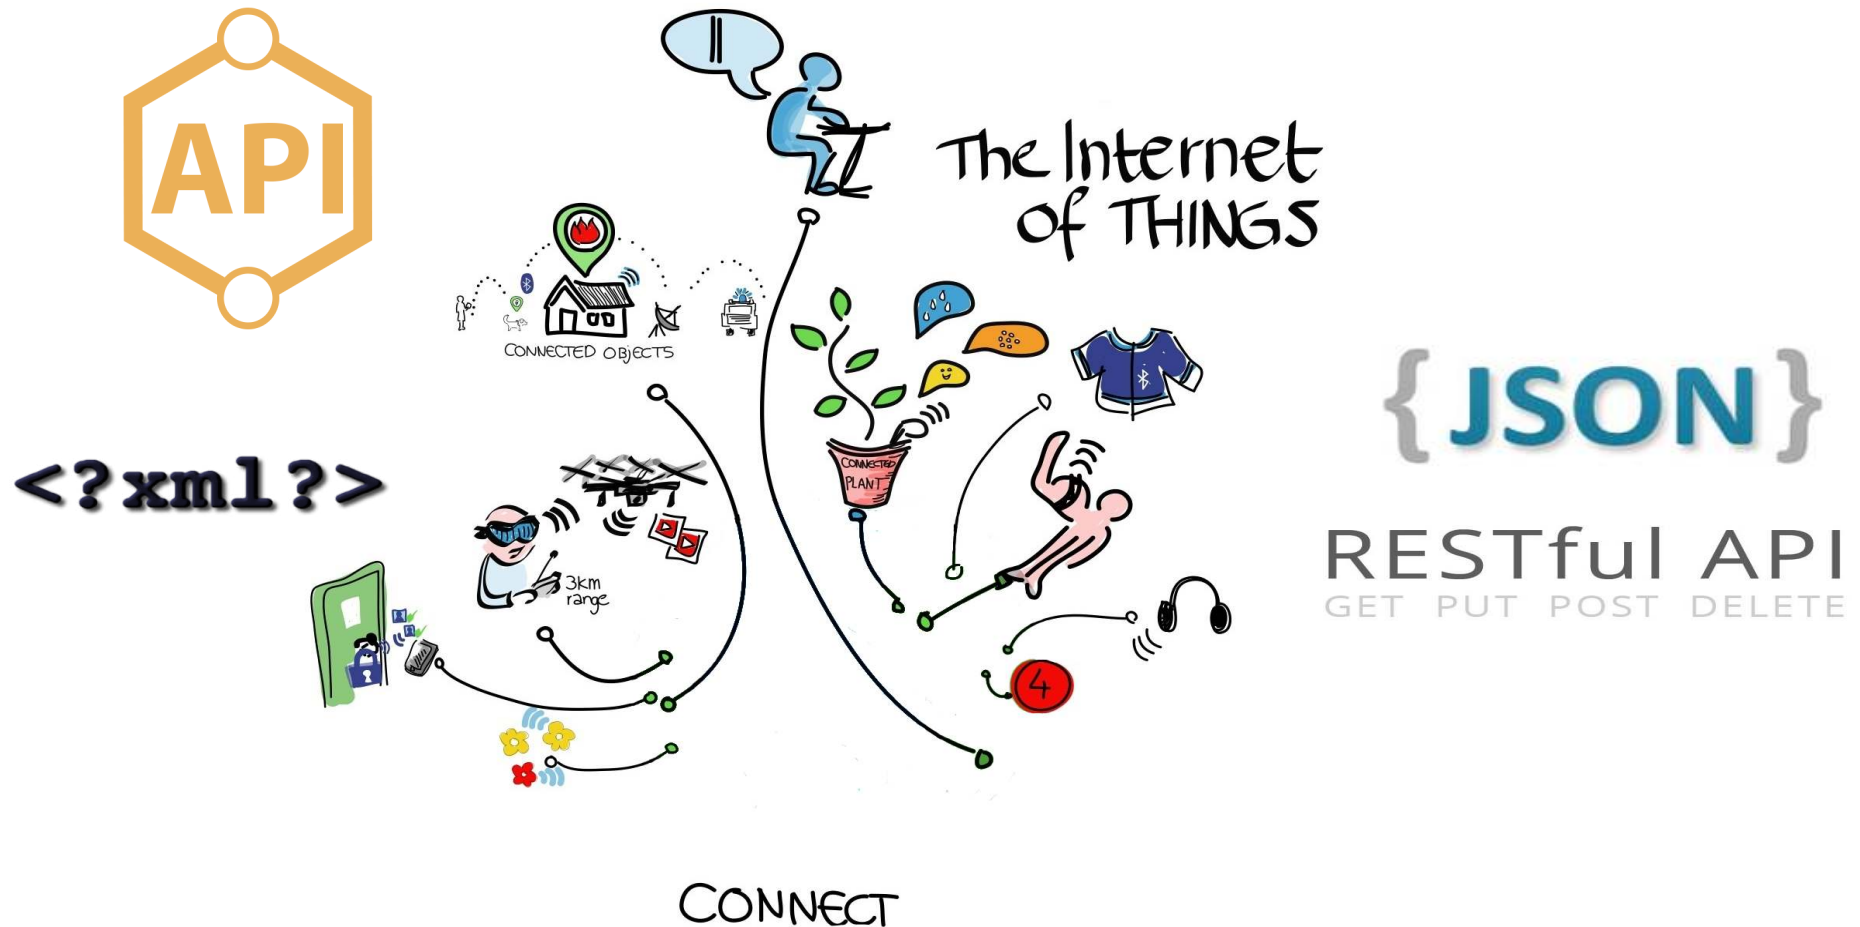 API
The Internet
of THINGS
CONNECTED OBJECTS
{JSON}
CONNECTED
PLANT
<?xml?>
RESTful API
GET PUT POST DELETE
3km
range
4
CONNECT